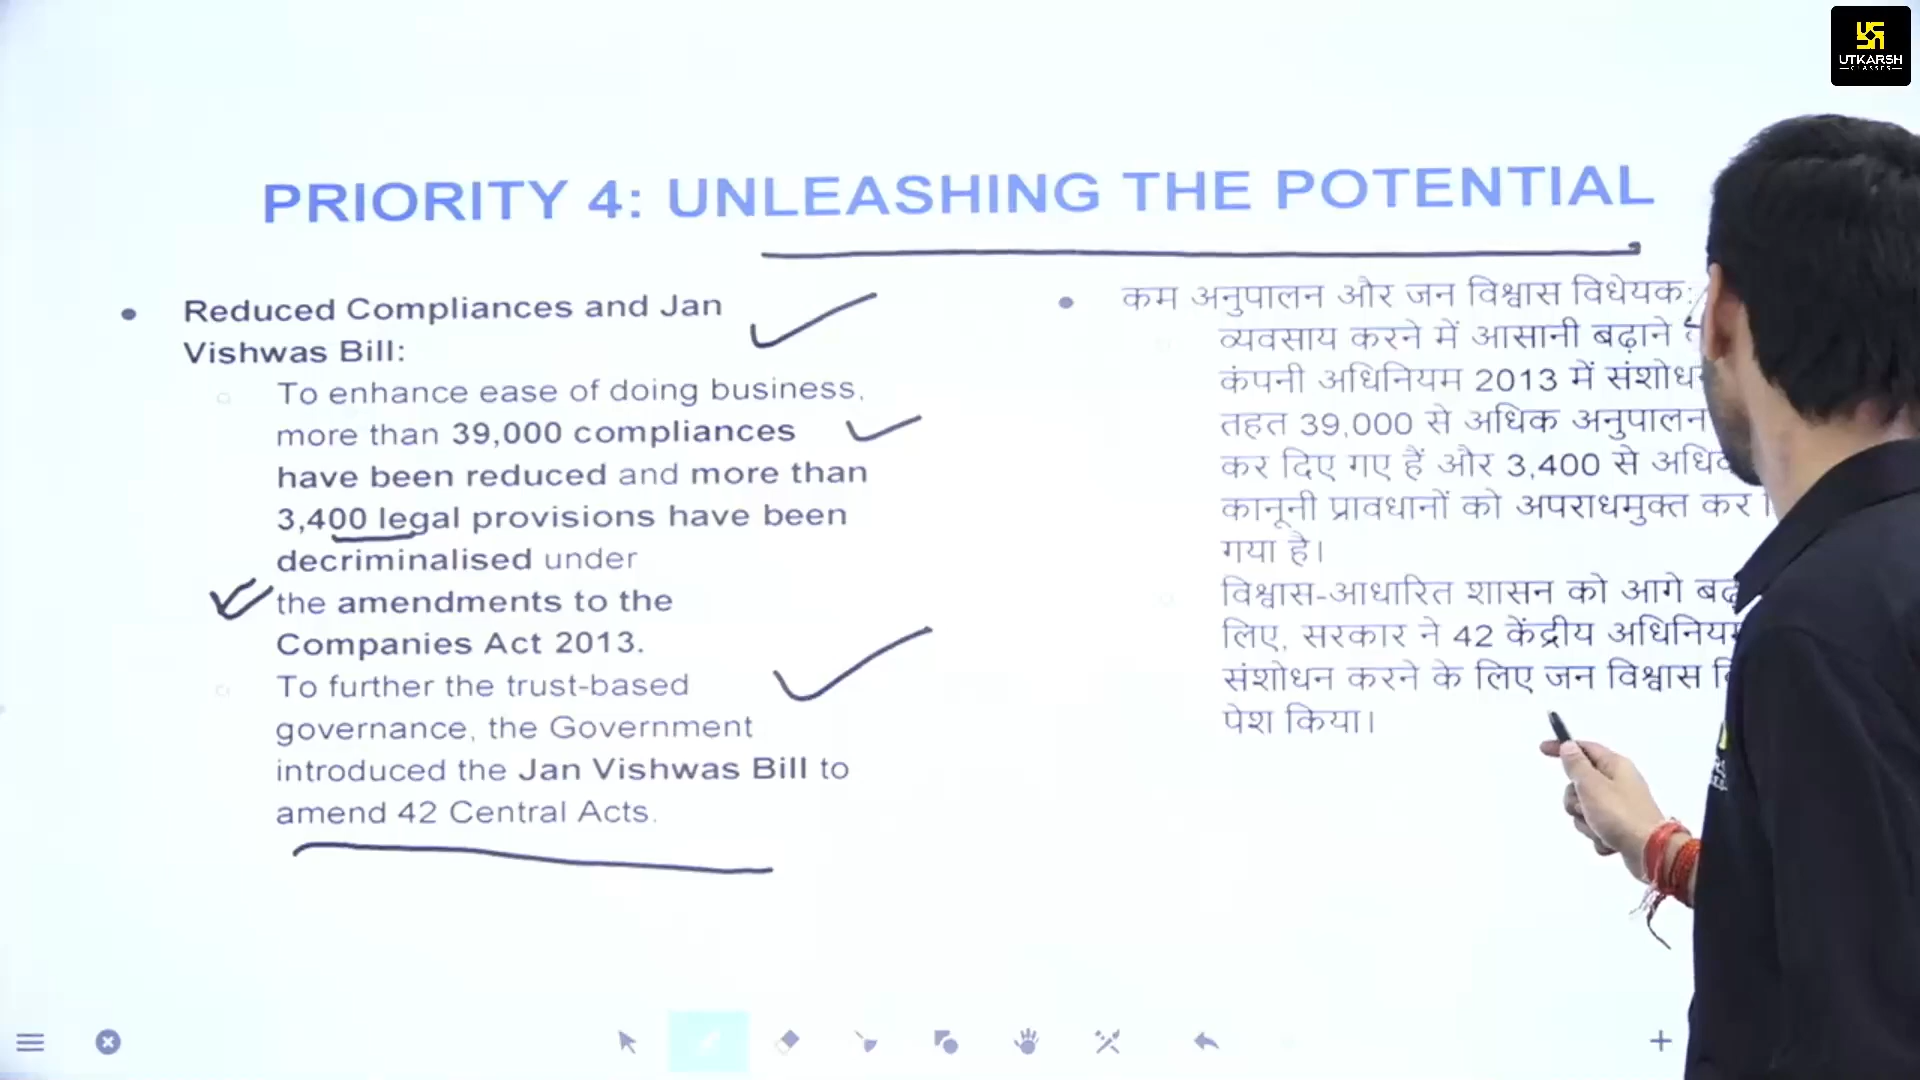 UTKARSH
CLASSES
PRIORITY 4: UNLEASHING THE POTENTIAL
Reduced Compliances and Jan
Vishwas Bill:
To enhance ease of doing business,
more than 39,000 compliances
have been reduced and more than
3,400 legal provisions have been
decriminalised under
the amendments to the
Companies Act 2013.
To further the trust-based
governance, the Government
introduced the Jan Vishwas Bill to
amend 42 Central Acts.
कम अनुपालन और जन विश्वास विधेयक:
व्यवसाय करने में आसानी बढ़ाने
कंपनी अधिनियम 2013 में
तहत 39,000 से अधिक अनुपालन
कर दिए गए हैं और 3,400 से
कानूनी प्रावधानों को अपराधमुक्त कर
गया है।
विश्वास-आधारित शासन को आगे
लिए, सरकार ने 42 केंद्रीय
संशोधन करने के लिए जन विश्वास
पेश किया।